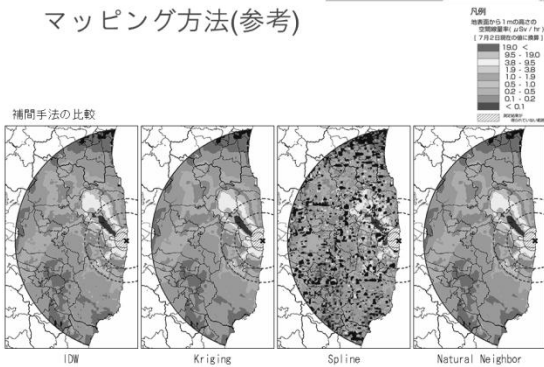 マッピング方法(参考)
凡例
地表面から1mの高さの
空間線量率(μSv/hr)
[7月2日現在の値に換算]
19.0 <
9.5 - 19.0
3.8 - 9.5
1.9 - 3.8
1.0 - 1.9
0.5 - 1.0
0.2 - 0.5
0.1 - 0.2
< 0.1
補間手法の比較
IDW
Kriging
Spline
Natural Neighbor